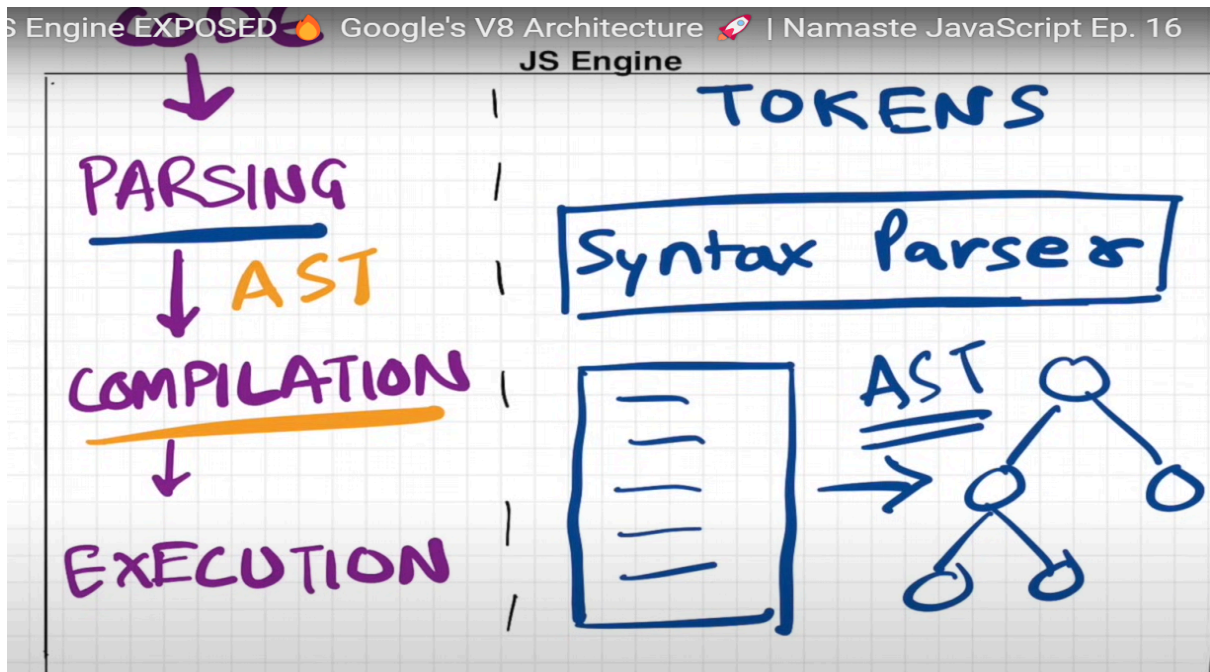 S Engine EXPOSED 🔥 Google's V8 Architecture 🚀 | Namaste JavaScript Ep. 16
CODE
JS Engine
PARSING
AST
COMPILATION
EXECUTION
TOKENS
Syntax Parser
AST